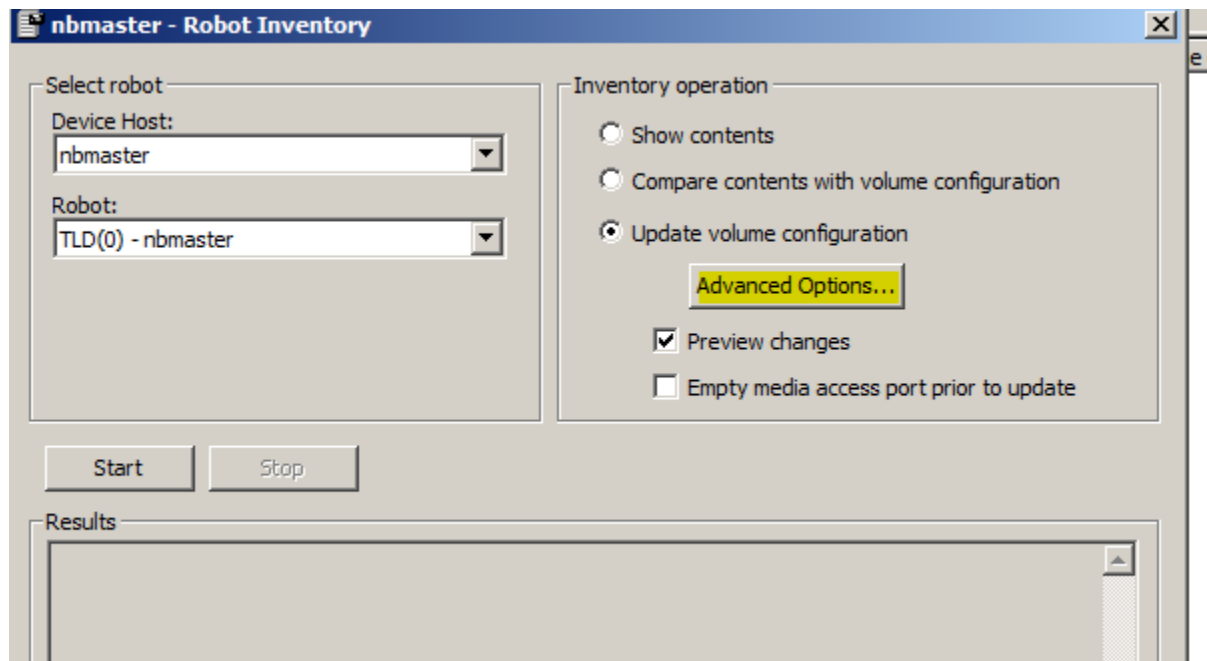 nbmaster - Robot Inventory
e
Select robot
Device Host:
nbmaster
Robot:
TLD(0) - nbmaster
Inventory operation
Show contents
Compare contents with volume configuration
Update volume configuration
Advanced Options...
Preview changes
Empty media access port prior to update
Start
Stop
Results